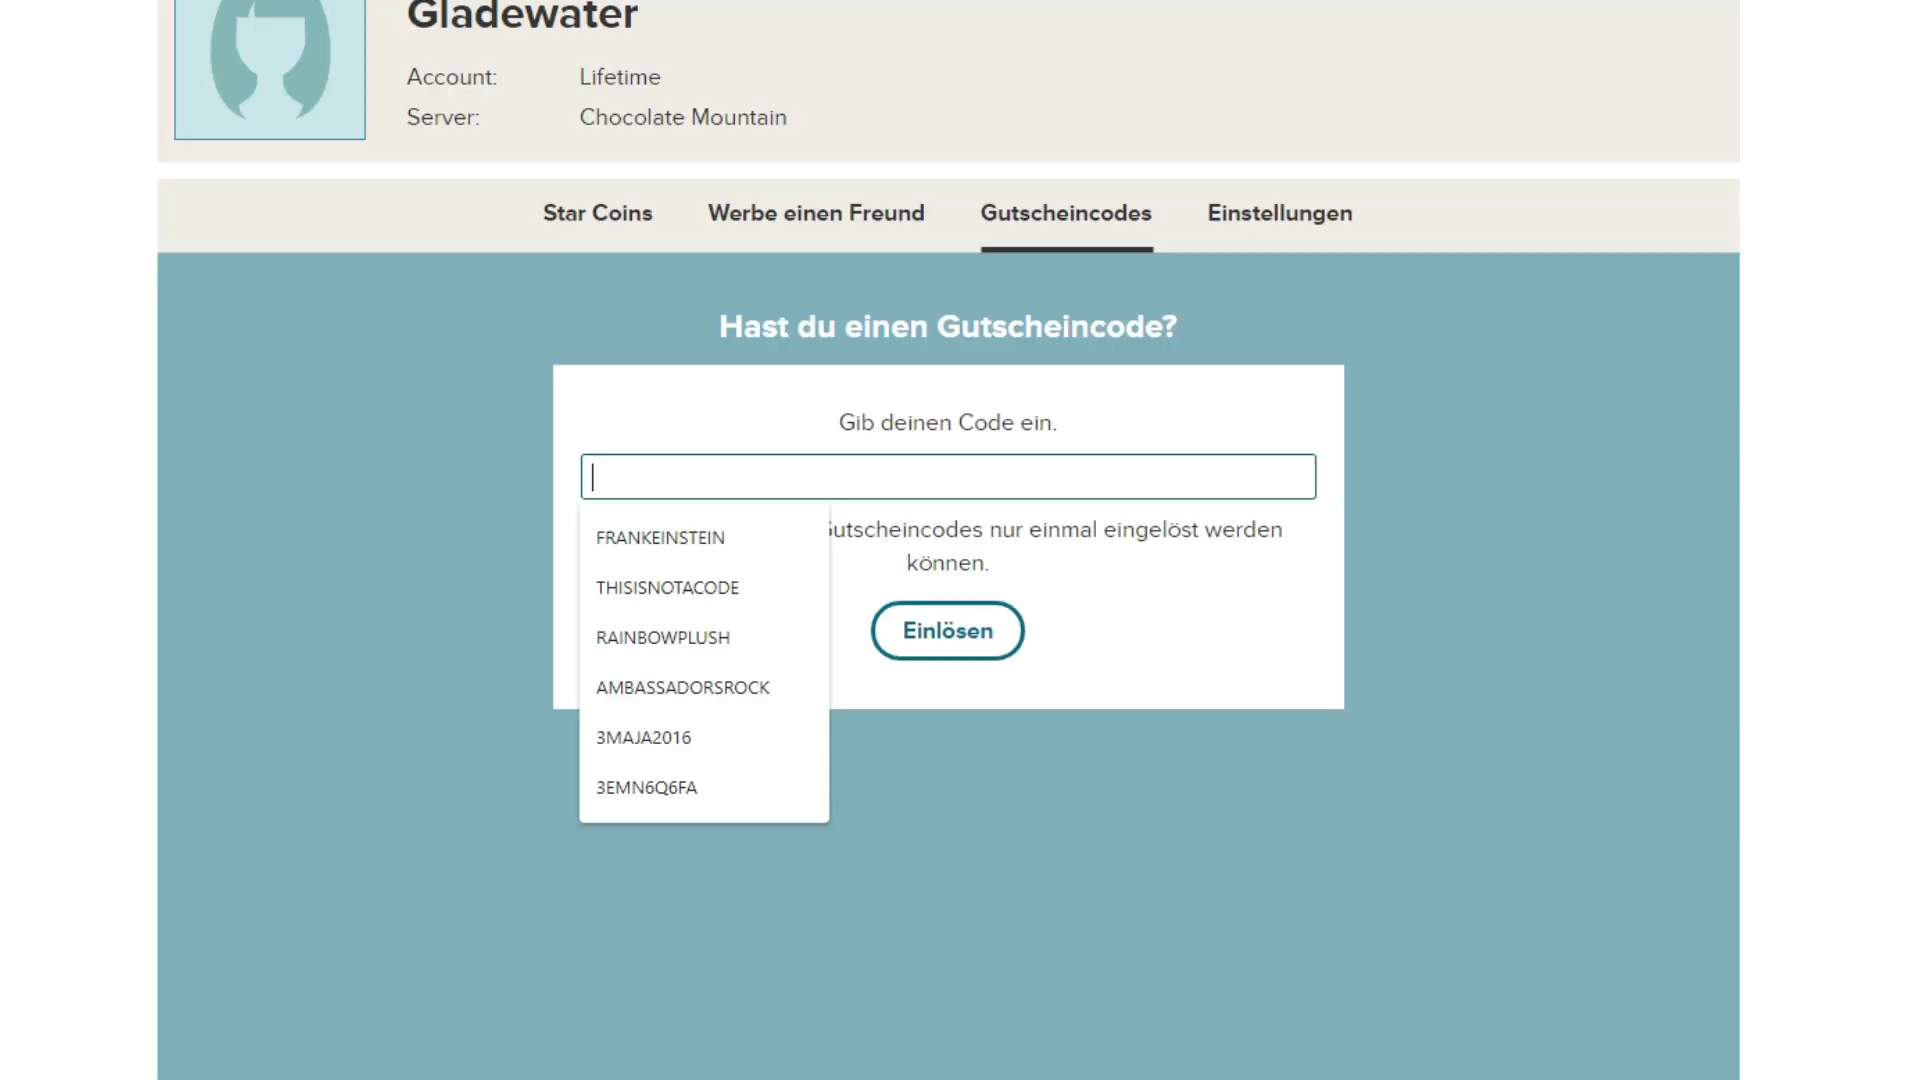 Gladewater
Account: Lifetime
Server: Chocolate Mountain
Star Coins Werbe einen Freund Gutscheincodes Einstellungen
Hast du einen Gutscheincode?
Gib deinen Code ein.
Gutscheincodes nur einmal eingelöst werden
können.
Einlösen
FRANKEINSTEIN
THISISNOTACODE
RAINBOWPLUSH
AMBASSADORSROCK
3MAJA2016
3EMN6Q6FA